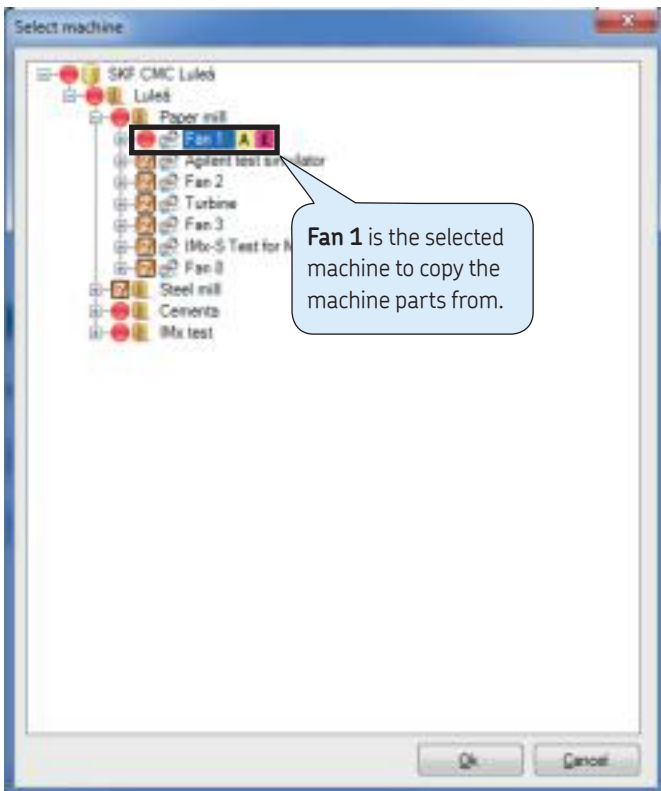 Select machine
SKF CMC Luleå
Luleå
Paper mill
Fan 1 A
Agilent test simulator
Fan 2
Turbine
Fan 3
IMx-S Test for
Fan 8
Steel mill
Cementa
IMx test
Fan 1 is the selected
machine to copy the
machine parts from.
Ok
Cancel